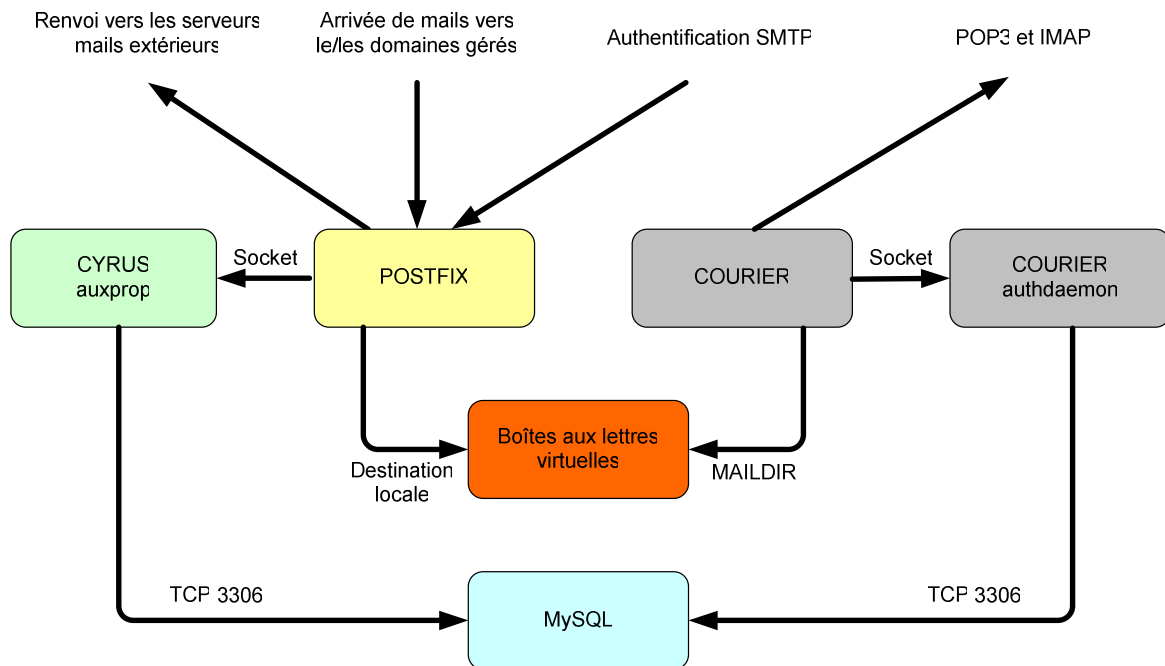 Renvoi vers les serveurs
mails extérieurs
Arrivée de mails vers
le/les domaines gérés
Authentification SMTP
POP3 et IMAP
CYRUS
auxprop
Socket
POSTFIX
COURIER
Socket
COURIER
authdaemon
Boîtes aux lettres
virtuelles
Destination
locale
MAILDIR
TCP 3306
MySQL
TCP 3306